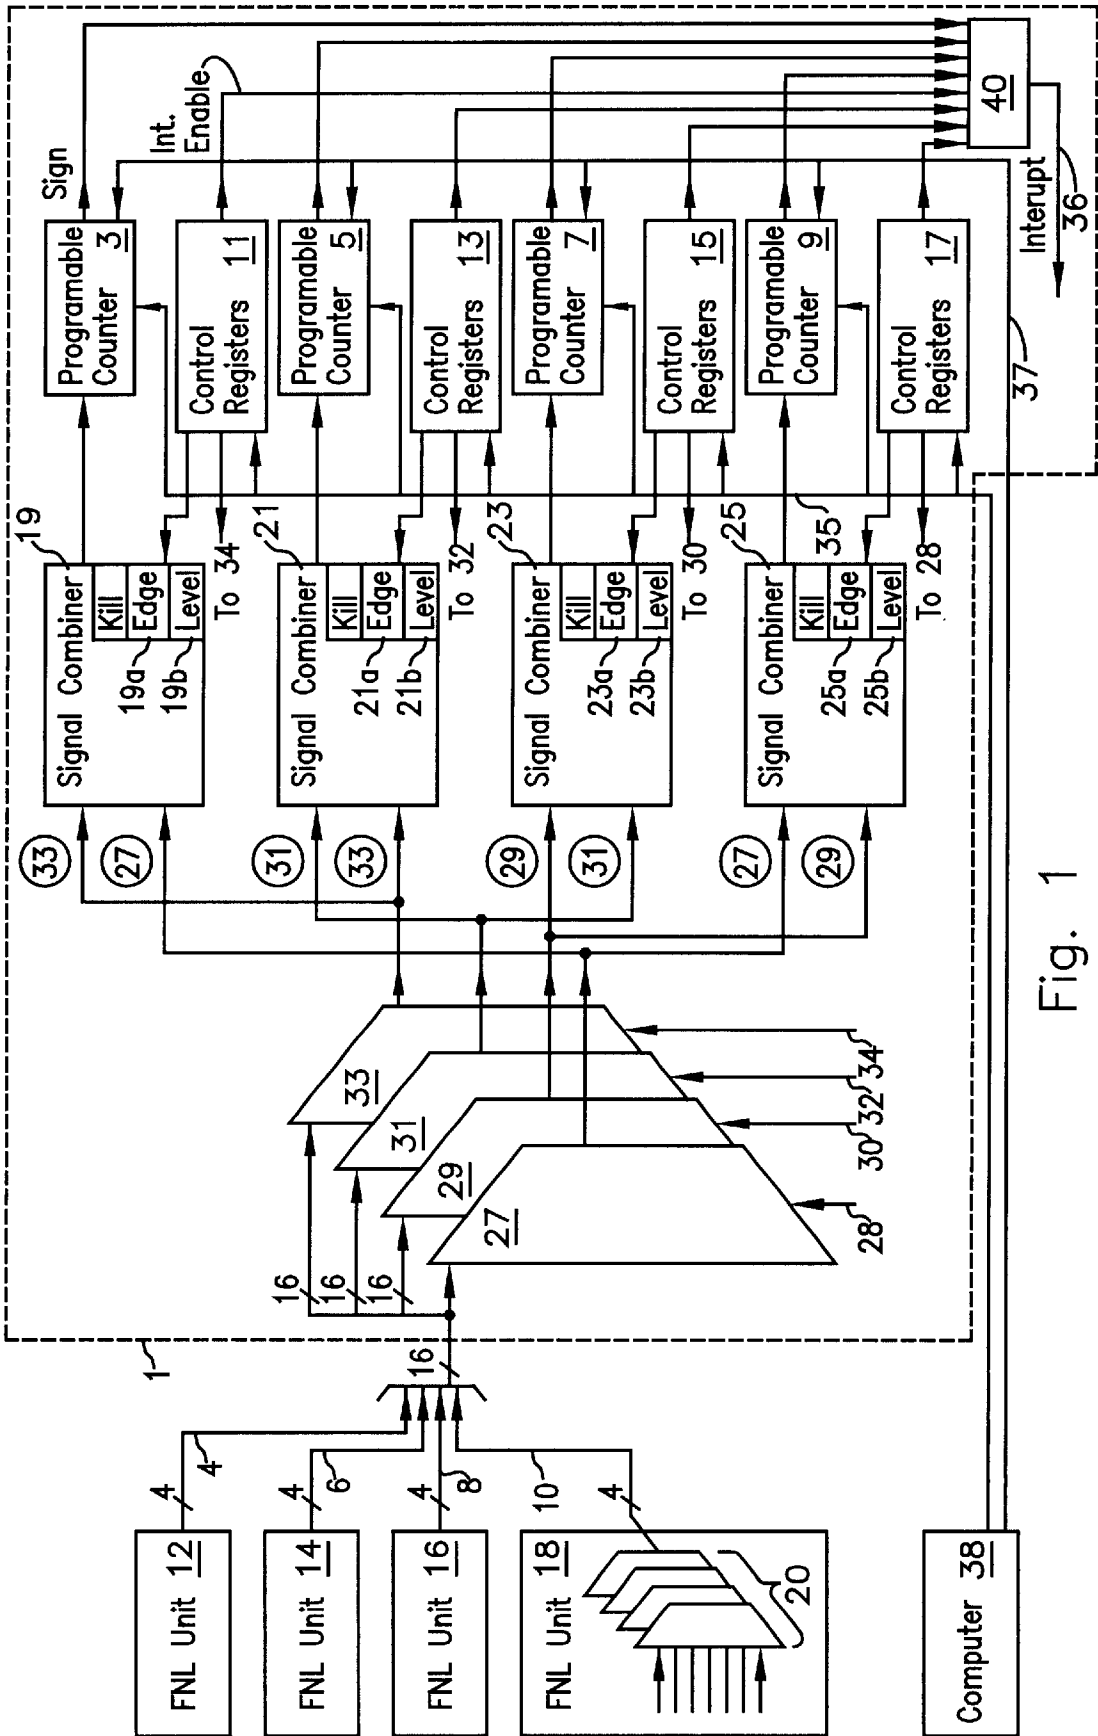 1
FNL Unit 12
4
4
FNL Unit 14
4
6
FNL Unit 16
4
8
FNL Unit 18
20
4
10
Computer 38
16
16
16
16
33
31
29
27
28
30
32
34
33
27
31
33
29
31
27
29
Signal Combiner
19
Kill
19a
Edge
19b
Level
To 34
Signal Combiner
21
Kill
21a
Edge
21b
Level
To 32
Signal Combiner
23
Kill
23a
Edge
23b
Level
To 30
Signal Combiner
25
Kill
25a
Edge
25b
Level
To 28
35
Programable
Counter 3
Control
Registers 11
Programable
Counter 5
Control
Registers 13
Programable
Counter 7
Control
Registers 15
Programable
Counter 9
Control
Registers 17
Sign
Int.
Enable
40
Interupt
36
37
Fig. 1